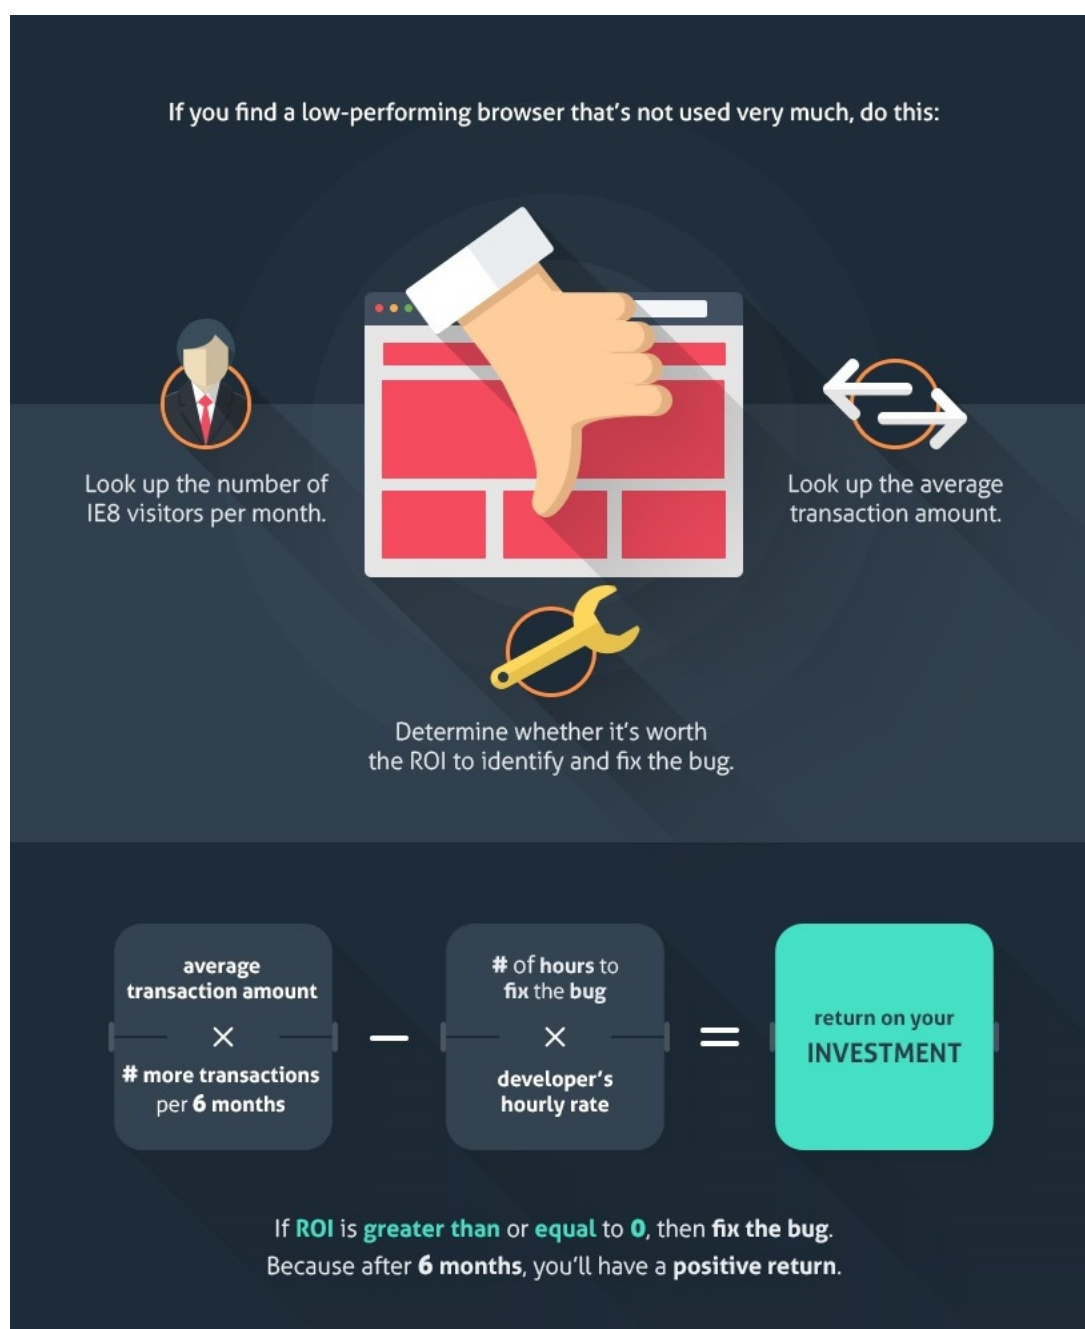 If you find a low-performing browser that's not used very much, do this:
Look up the number of
IE8 visitors per month.
Look up the average
transaction amount.
Determine whether it's worth
the ROI to identify and fix the bug.
average
transaction amount
×
# more transactions
per 6 months
—
# of hours to
fix the bug
×
developer's
hourly rate
=
return on your
INVESTMENT
If ROI is greater than or equal to 0, then fix the bug.
Because after 6 months, you'll have a positive return.